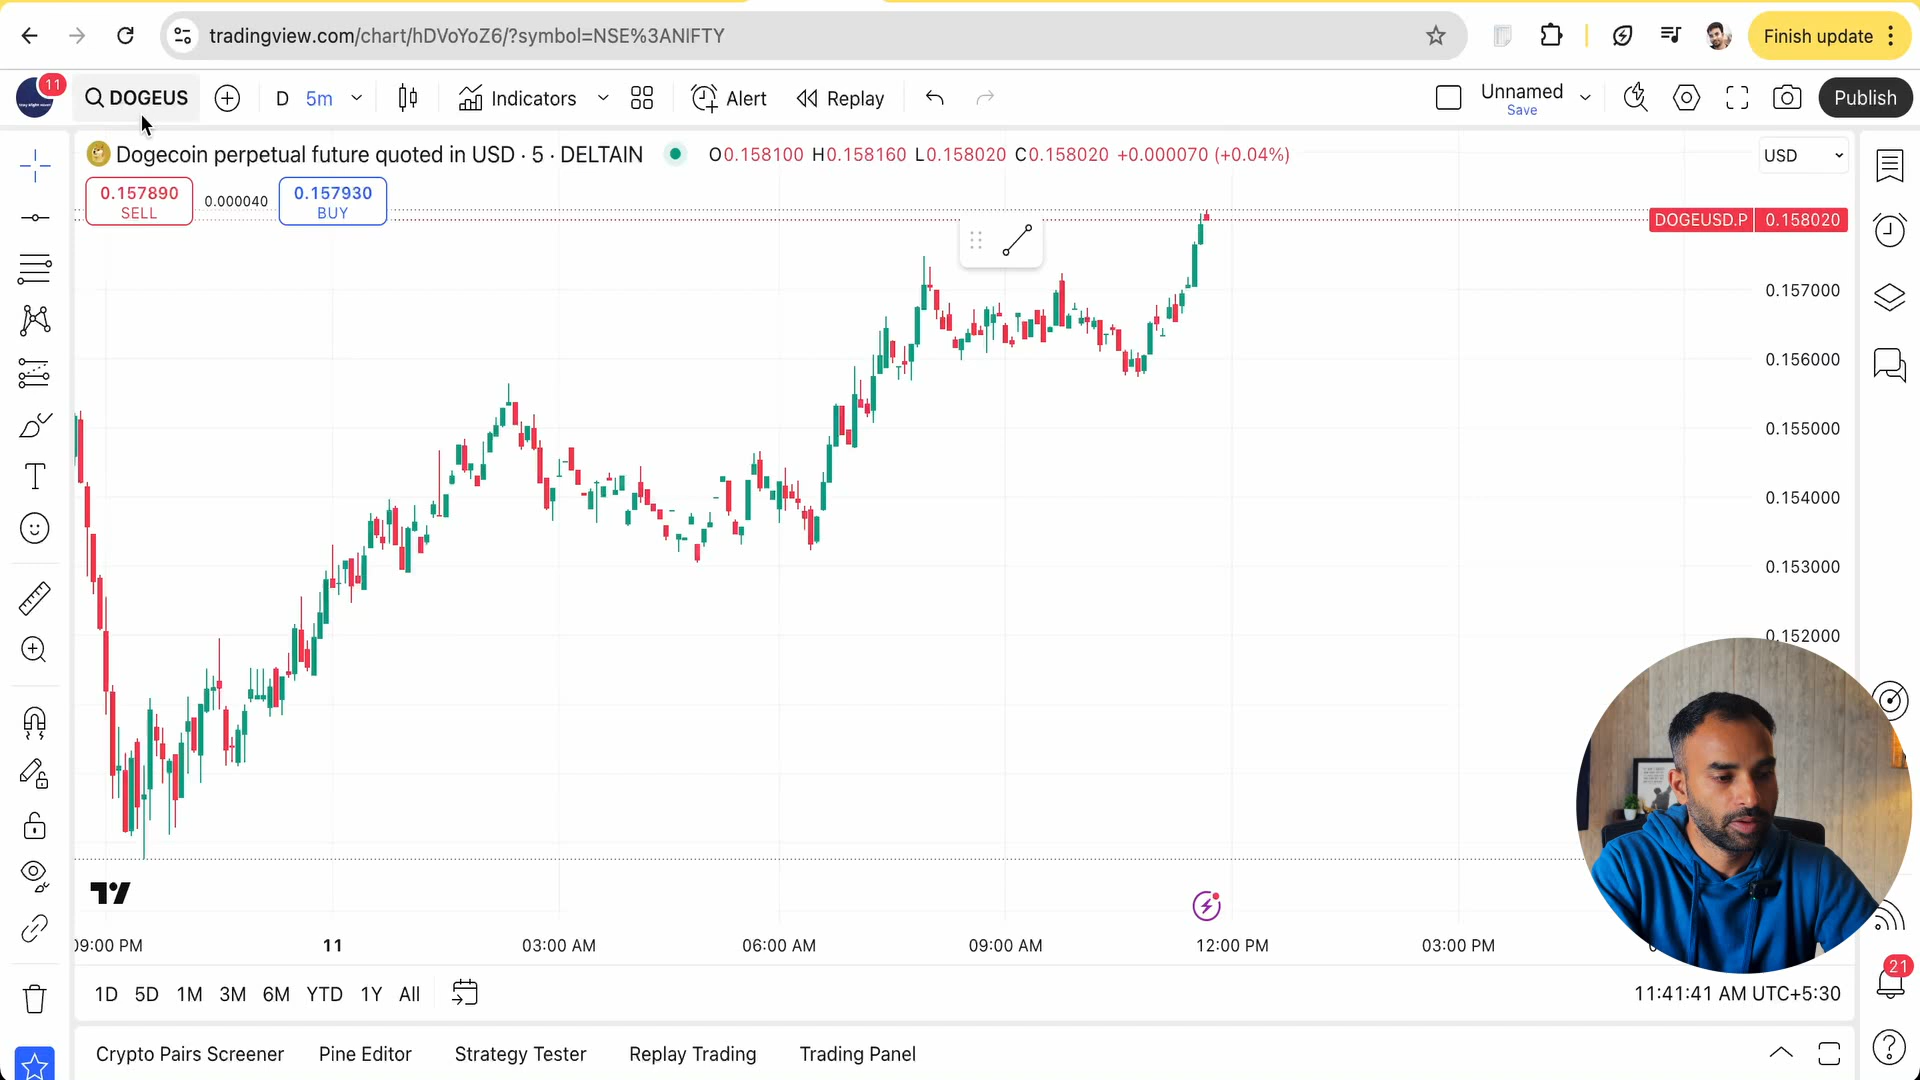 tradingview.com/chart/hDVoYoZ6/?symbol=NSE%3ANIFTY
Finish update
11
DOGEUS
D
5m
Indicators
Alert
Replay
Unnamed
Save
Publish
Dogecoin perpetual future quoted in USD · 5 · DELTAIN
O0.158100 H0.158160 L0.158020 C0.158020 +0.000070 (+0.04%)
USD
0.157890
SELL
0.000040
0.157930
BUY
DOGEUSD.P 0.158020
0.157000
0.156000
0.155000
0.154000
0.153000
0.152000
09:00 PM 11 03:00 AM 06:00 AM 09:00 AM 12:00 PM 03:00 PM
1D 5D 1M 3M 6M YTD 1Y All
11:41:41 AM UTC+5:30
21
Crypto Pairs Screener Pine Editor Strategy Tester Replay Trading Trading Panel